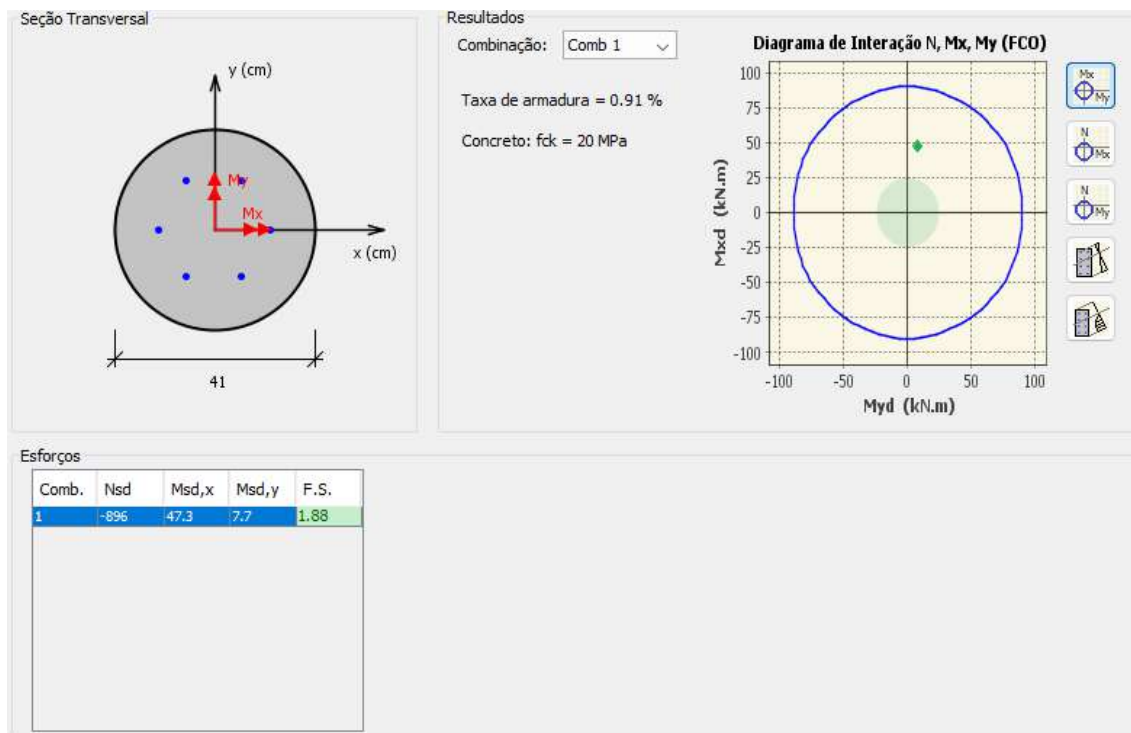 Seção Transversal
y (cm)
My
Mx
x (cm)
41
Resultados
Combinação: Comb 1
Taxa de armadura = 0.91 %
Concreto: fck = 20 MPa
Diagrama de Interação N, Mx, My (FCO)
100
75
50
25
0
-25
-50
-75
-100
Mxd (kN.m)
-100 -50 0 50 100
Myd (kN.m)
Mx
My
N
Mx
N
My
Esforços
Comb. Nsd Msd,x Msd,y F.S.
1 -896 47.3 7.7 1.88